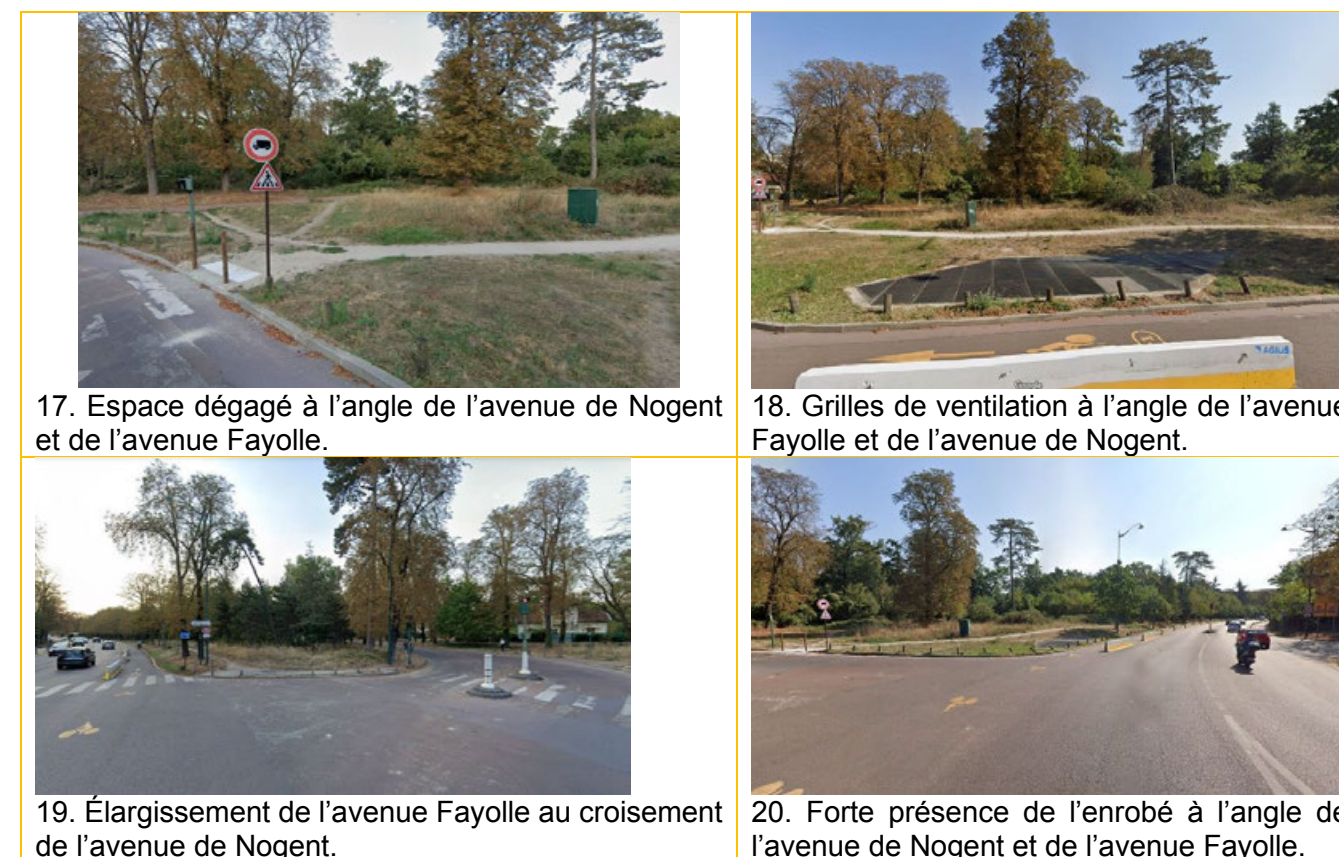 AGILIS
Google
17. Espace dégagé à l’angle de l’avenue de Nogent
et de l’avenue Fayolle.
18. Grilles de ventilation à l’angle de l’avenue
Fayolle et de l’avenue de Nogent.
19. Élargissement de l’avenue Fayolle au croisement
de l’avenue de Nogent.
20. Forte présence de l’enrobé à l’angle de
l’avenue de Nogent et de l’avenue Fayolle.